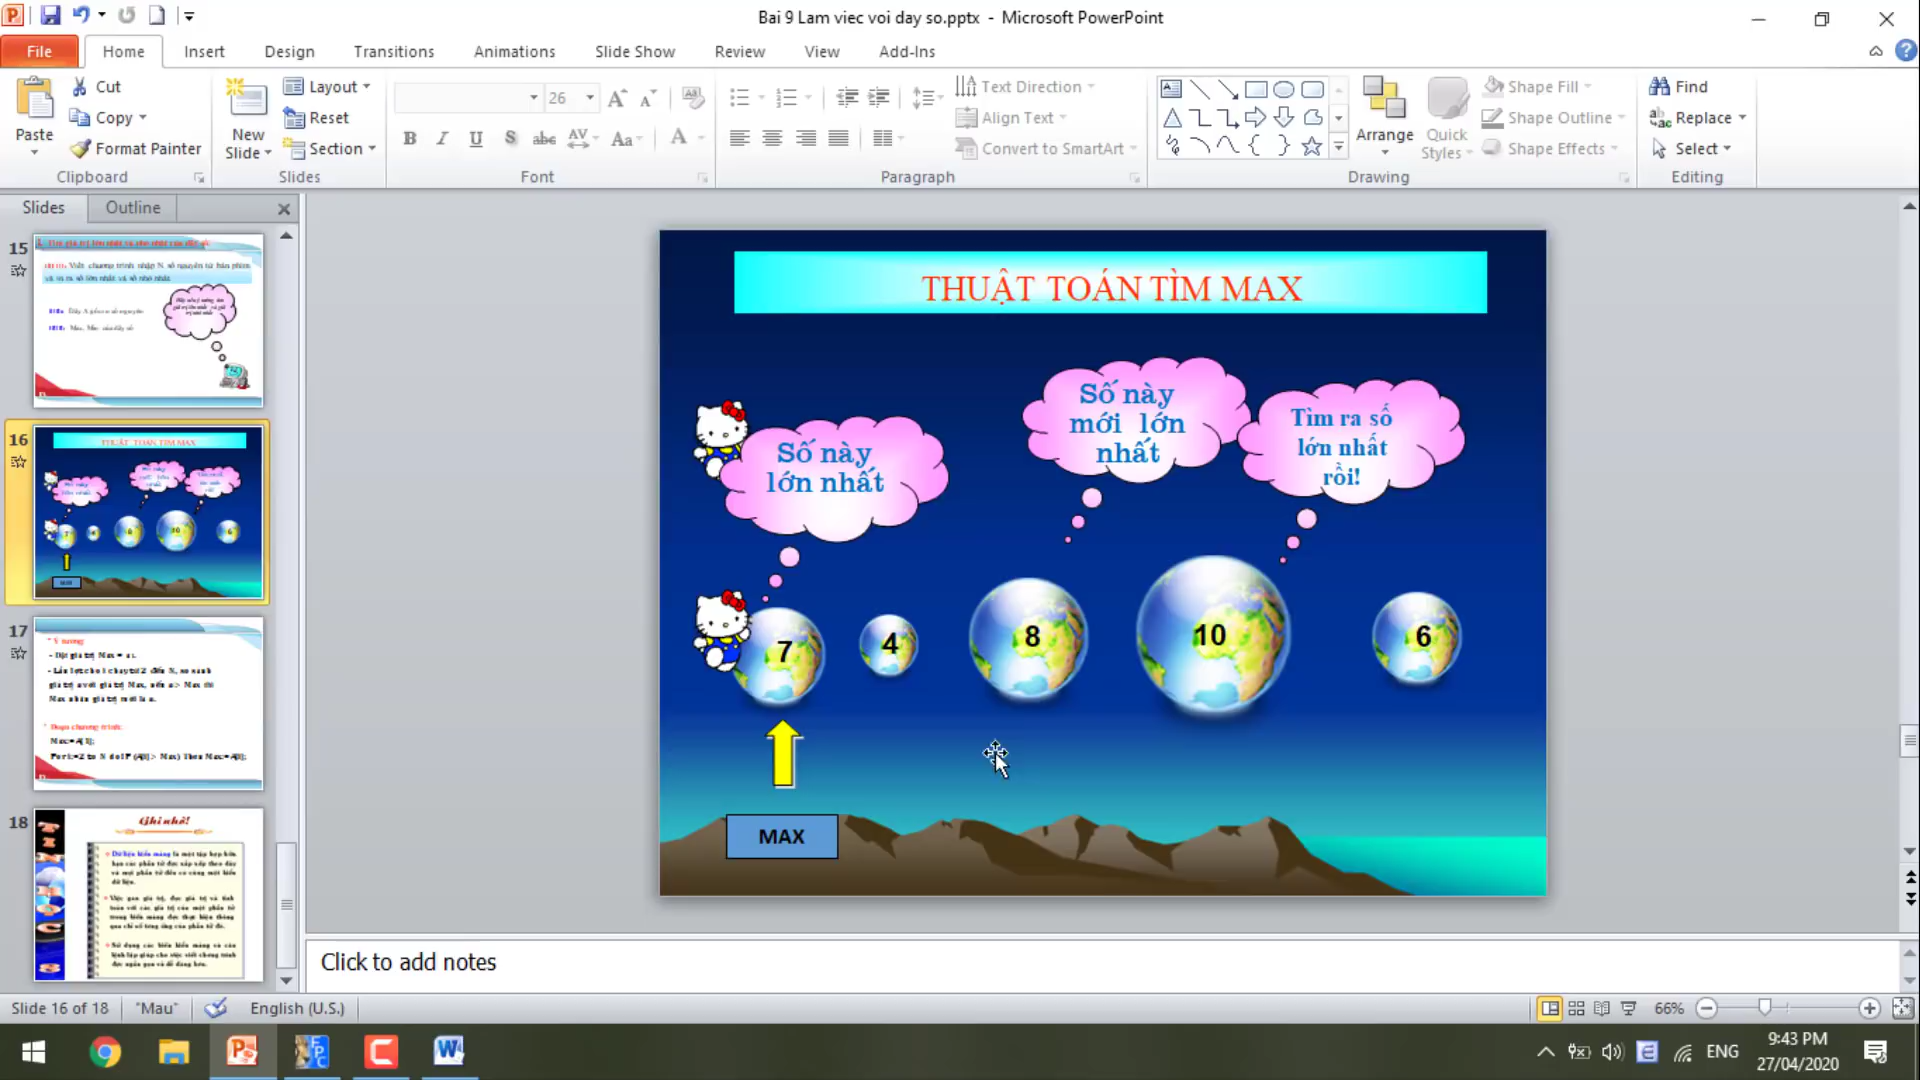 Bai 9 Lam viec voi day so.pptx - Microsoft PowerPoint
File Home Insert Design Transitions Animations Slide Show Review View Add-Ins
Paste
Cut
Copy
Format Painter
Clipboard
New Slide
Layout
Reset
Section
Slides
26
Font
Text Direction
Align Text
Convert to SmartArt
Paragraph
Arrange
Quick Styles
Shape Fill
Shape Outline
Shape Effects
Drawing
Find
Replace
Select
Editing
Slides Outline
15
16
17
18
Ghi nhớ!
THUẬT TOÁN TÌM MAX
Số này
lớn nhất
Số này
mới lớn
nhất
Tìm ra số
lớn nhất
rồi!
7 4 8 10 6
MAX
Click to add notes
Slide 16 of 18 "Mau" English (U.S.) 66%
ENG
9:43 PM
27/04/2020